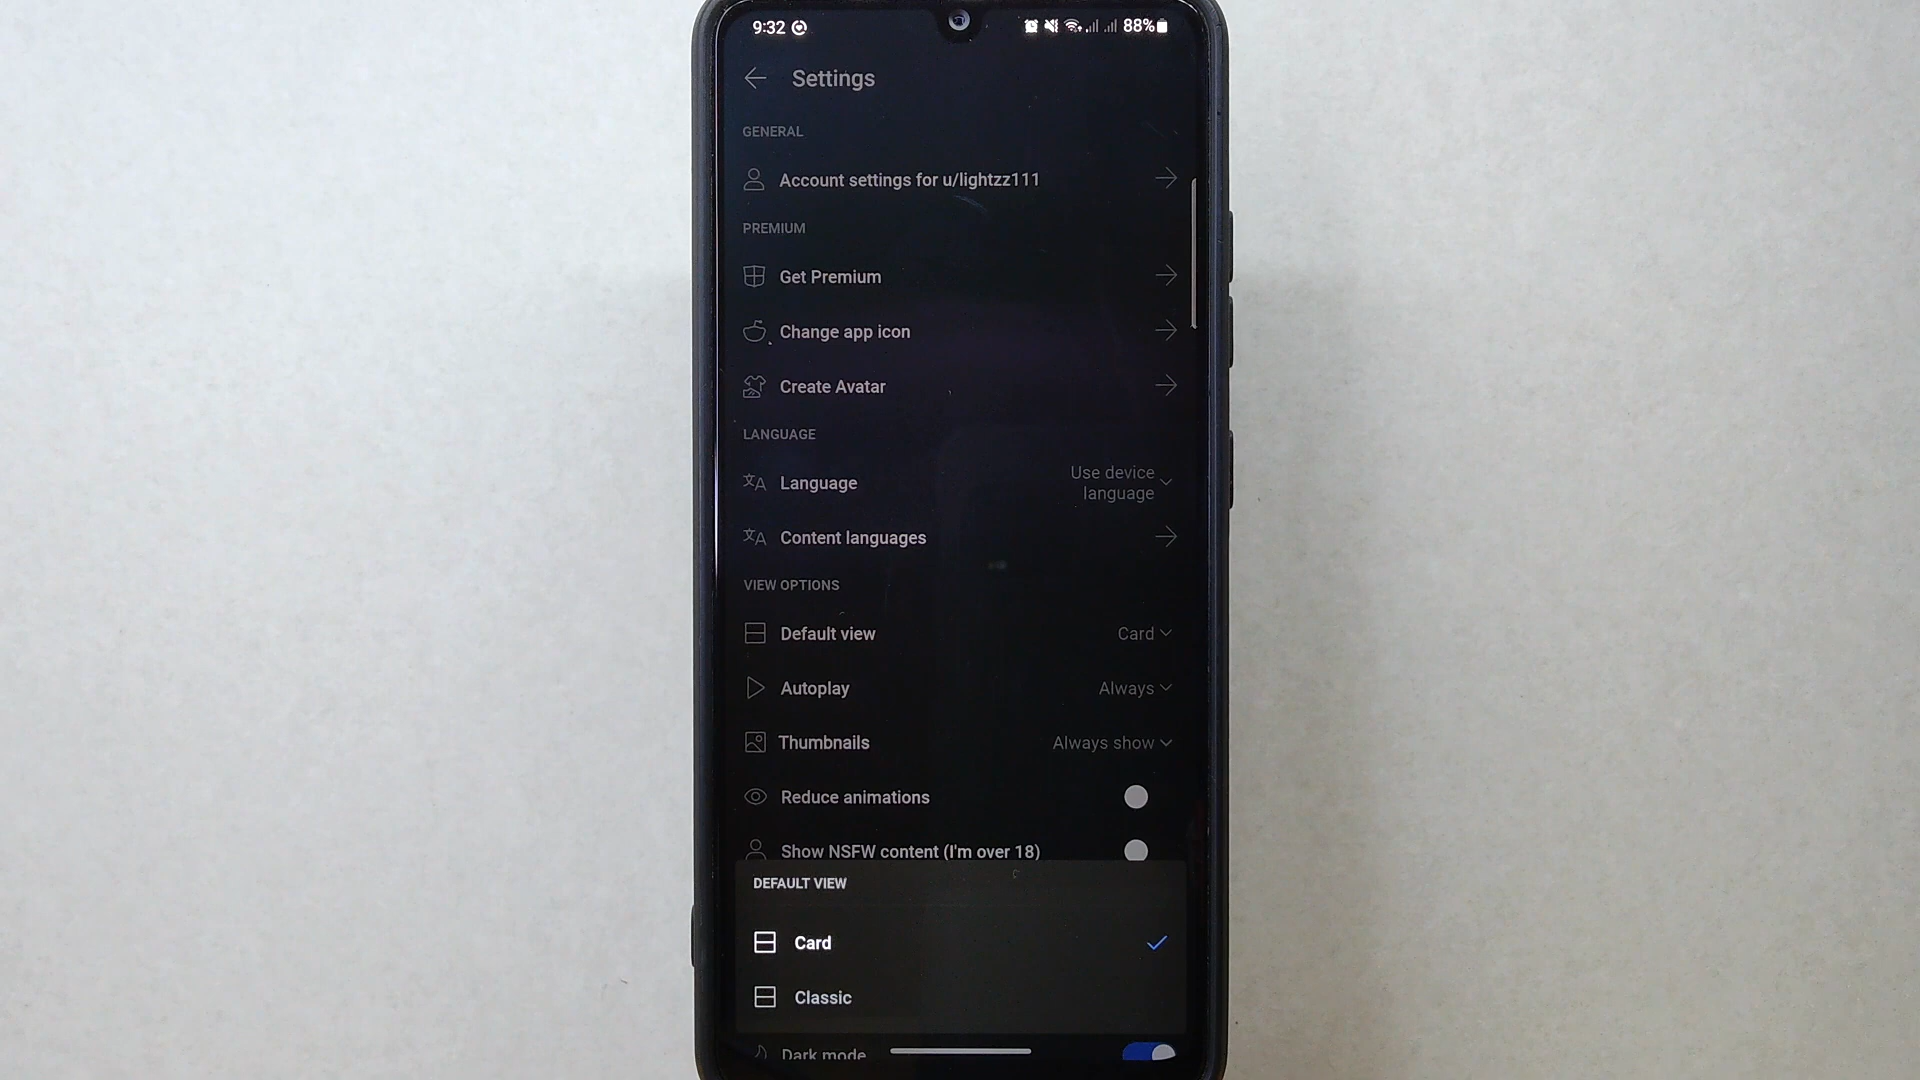 9:32 88%
Settings
GENERAL
Account settings for u/lightzz111
PREMIUM
Get Premium
Change app icon
Create Avatar
LANGUAGE
Language Use device
language
Content languages
VIEW OPTIONS
Default view Card
Autoplay Always
Thumbnails Always show
Reduce animations
Show NSFW content (I'm over 18)
DEFAULT VIEW
Card
Classic
Dark mode